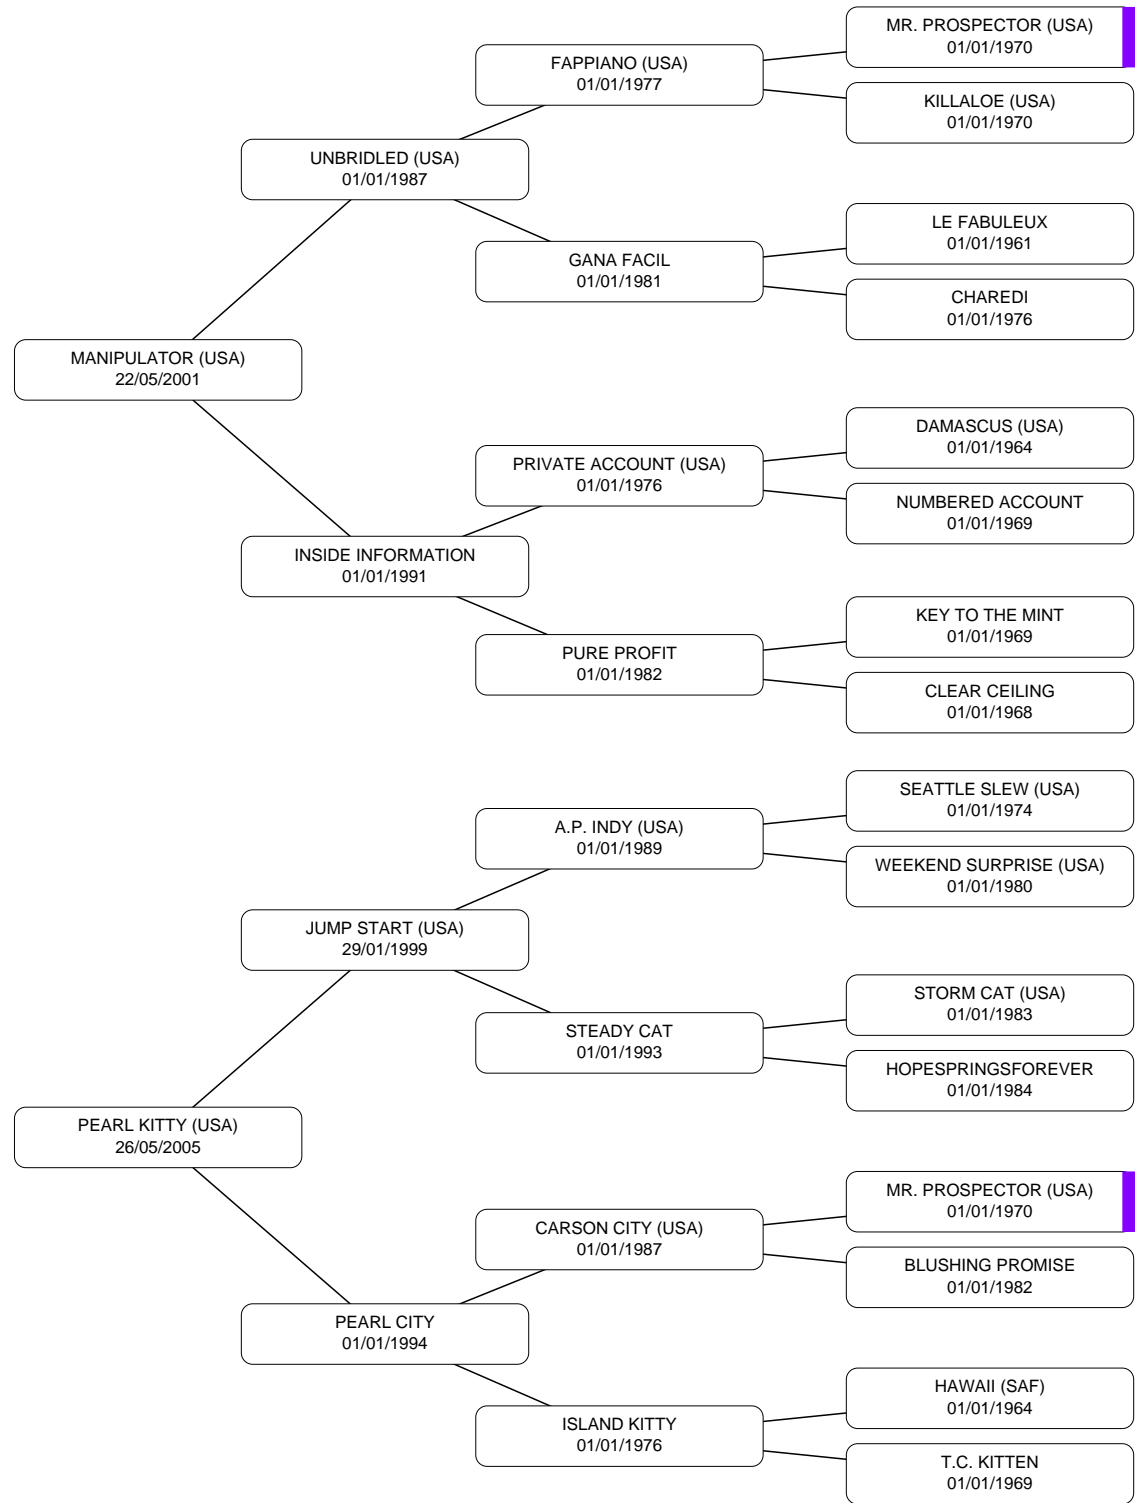 MR. PROSPECTOR (USA)
01/01/1970
FAPPIANO (USA)
01/01/1977
KILLALOE (USA)
01/01/1970
UNBRIDLED (USA)
01/01/1987
LE FABULEUX
01/01/1961
GANA FACIL
01/01/1981
CHAREDI
01/01/1976
MANIPULATOR (USA)
22/05/2001
DAMASCUS (USA)
01/01/1964
PRIVATE ACCOUNT (USA)
01/01/1976
NUMBERED ACCOUNT
01/01/1969
INSIDE INFORMATION
01/01/1991
KEY TO THE MINT
01/01/1969
PURE PROFIT
01/01/1982
CLEAR CEILING
01/01/1968
SEATTLE SLEW (USA)
01/01/1974
A.P. INDY (USA)
01/01/1989
WEEKEND SURPRISE (USA)
01/01/1980
JUMP START (USA)
29/01/1999
STORM CAT (USA)
01/01/1983
STEADY CAT
01/01/1993
HOPESPRINGSFOREVER
01/01/1984
PEARL KITTY (USA)
26/05/2005
MR. PROSPECTOR (USA)
01/01/1970
CARSON CITY (USA)
01/01/1987
BLUSHING PROMISE
01/01/1982
PEARL CITY
01/01/1994
HAWAII (SAF)
01/01/1964
ISLAND KITTY
01/01/1976
T.C. KITTEN
01/01/1969